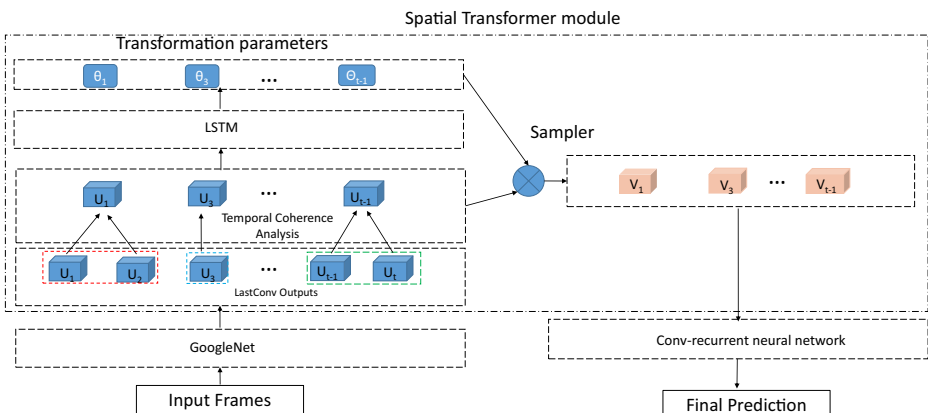 Spatial Transformer module
Transformation parameters
θ1 θ3 ... Θt-1
LSTM
Sampler
U1 U3 ... Ut-1
Temporal Coherence
Analysis
V1 V3 ... Vt-1
U1 U2 U3 ... Ut-1 Ut
LastConv Outputs
GoogleNet
Conv-recurrent neural network
Input Frames
Final Prediction